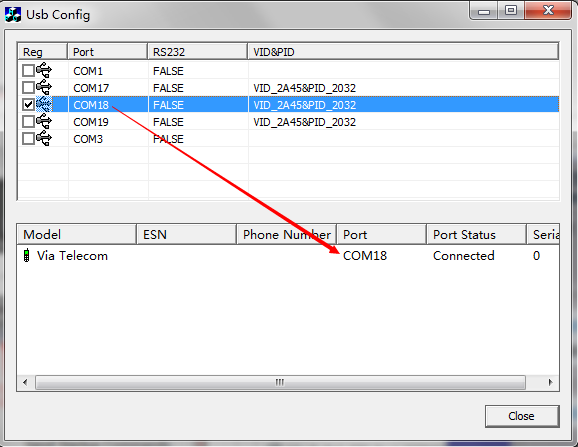 Usb Config
Reg Port RS232 VID&PID
COM1 FALSE
COM17 FALSE VID_2A45&PID_2032
COM18 FALSE VID_2A45&PID_2032
COM19 FALSE VID_2A45&PID_2032
COM3 FALSE
Model ESN Phone Number Port Port Status Seria
Via Telecom COM18 Connected 0
Close